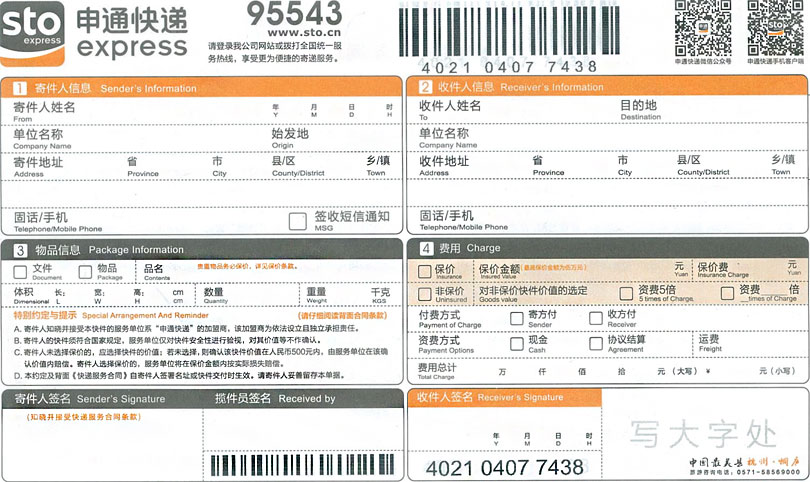 sto express
申通快递
express
95543
www.sto.cn
请登录我公司网站或拨打全国统一服
务热线，享受更为便捷的寄递服务。
4021 0407 7438
申通快递微信公众号
申通快递手机客户端
1 寄件人信息 Sender's Information
寄件人姓名 年 月 日 时
From Y M D H
单位名称 始发地
Company Name Origin
寄件地址 省 市 县/区 乡/镇
Address Province City County/District Town
固话/手机 签收短信通知
Telephone/Mobile Phone MSG
2 收件人信息 Receiver's Information
收件人姓名 目的地
To Destination
单位名称
Company Name
收件地址 省 市 县/区 乡/镇
Address Province City County/District Town
固话/手机
Telephone/Mobile Phone
3 物品信息 Package Information
文件 物品 品名 贵重物品务必保价，详见保价条款。
Document Package Contents
体积 长: 宽: 高: cm 数量 重量 千克
Dimensional L W H cm Quantity Weight KGS
特别约定与提示 Special Arrangement And Reminder (请仔细阅读背面合同条款)
A. 寄件人知晓并接受本快件的服务单位系“申通快递”的加盟商，该加盟商为依法设立且独立承担责任。
B. 寄件人的快件须符合国家规定，服务单位仅对快件安全性进行验视，对其价值等不作确认。
C. 寄件人未选择保价的，应选择快件的价值；若未选择，则确认该快件价值在人民币500元内，由服务单位在该确
认价值内赔偿。寄件人选择保价的，服务单位将在保价金额内按实际损失赔偿。
D. 本约定及背面《快递服务合同》自寄件人签署名址或快件交付时生效。请寄件人妥善留存本单据。
4 费用 Charge
保价 保价金额 元 保价费 元
Insurance Insured Value Yuan Insurance Charge Yuan
非保价 对非保价快件价值的选定 资费5倍 资费 倍
Uninsured Goods value 5 times of Charge. times of Charge
付费方式 寄方付 收方付
Payment of Charge Sender Receiver
资费方式 现金 协议结算 运费
Payment Options Cash Agreement Freight
费用总计 万 仟 佰 拾 元（大写）¥ 元（小写）
Total Charge
寄件人签名 Sender's Signature
(知晓并接受快递服务合同条款)
揽件员签名 Received by
收件人签名 Receiver's Signature
年 月 日 时
Y M D H
4021 0407 7438
写大字处
中国最美县 杭州·桐庐
旅游咨询电话：0571-58569000